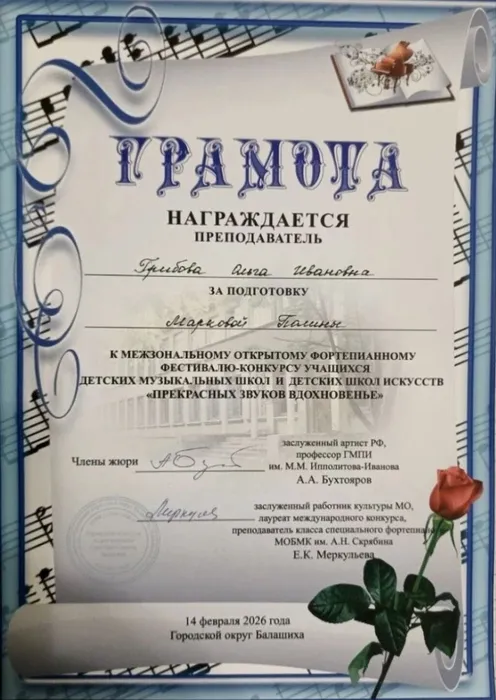 ГРАМОТА
НАГРАЖДАЕТСЯ
ПРЕПОДАВАТЕЛЬ
Грибова Ольга Ивановна
ЗА ПОДГОТОВКУ
Марковой Полины
К МЕЖЗОНАЛЬНОМУ ОТКРЫТОМУ ФОРТЕПИАННОМУ
ФЕСТИВАЛЮ-КОНКУРСУ УЧАЩИХСЯ
ДЕТСКИХ МУЗЫКАЛЬНЫХ ШКОЛ И ДЕТСКИХ ШКОЛ ИСКУССТВ
«ПРЕКРАСНЫХ ЗВУКОВ ВДОХНОВЕНЬЕ»
заслуженный артист РФ,
профессор ГМПИ
Члены жюри им. М.М. Ипполитова-Иванова
А.А. Бухтояров
заслуженный работник культуры МО,
лауреат международного конкурса,
преподаватель класса специального фортепиано
МОБМК им. А.Н. Скрябина
Е.К. Меркульева
14 февраля 2026 года
Городской округ Балашиха